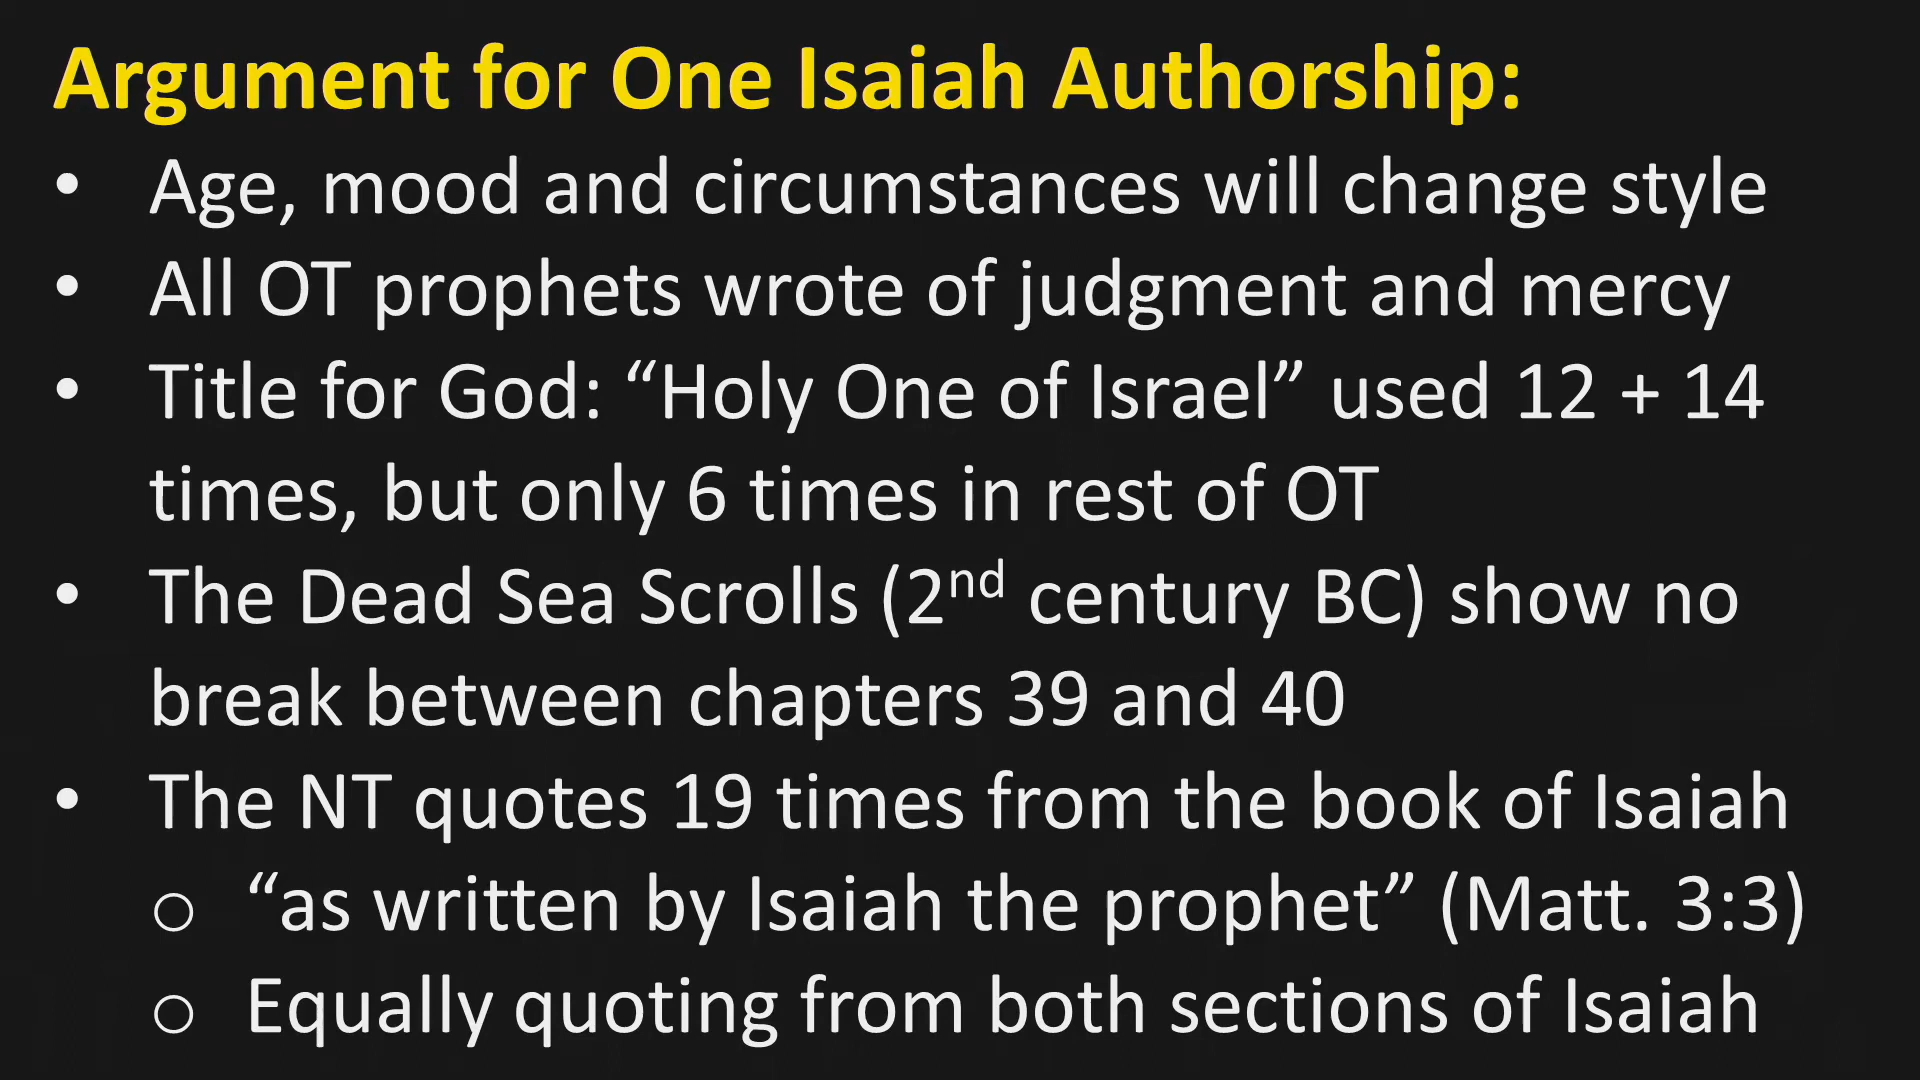 Argument for One Isaiah Authorship:
• Age, mood and circumstances will change style
• All OT prophets wrote of judgment and mercy
• Title for God: “Holy One of Israel” used 12 + 14
times, but only 6 times in rest of OT
• The Dead Sea Scrolls (2nd century BC) show no
break between chapters 39 and 40
• The NT quotes 19 times from the book of Isaiah
o “as written by Isaiah the prophet” (Matt. 3:3)
o Equally quoting from both sections of Isaiah